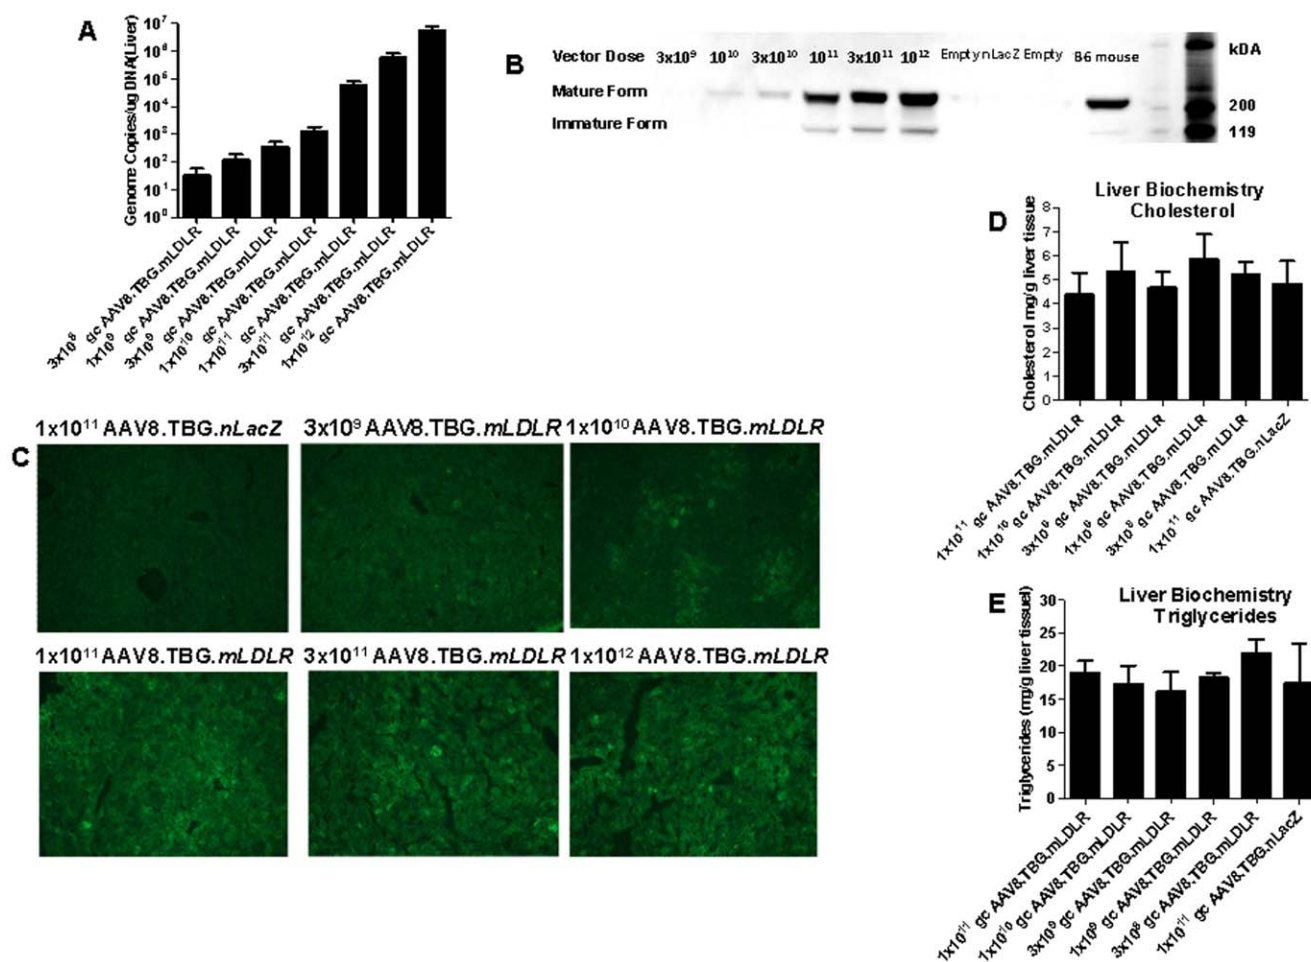 A
Genome Copies/ug DNA(Liver)
10⁷
10⁶
10⁵
10⁴
10³
10²
10¹
10⁰
3x10⁸ gc AAV8.TBG.mLDLR
1x10⁹ gc AAV8.TBG.mLDLR
3x10⁹ gc AAV8.TBG.mLDLR
1x10¹⁰ gc AAV8.TBG.mLDLR
1x10¹¹ gc AAV8.TBG.mLDLR
3x10¹¹ gc AAV8.TBG.mLDLR
1x10¹² gc AAV8.TBG.mLDLR
B
Vector Dose 3x10⁹ 10¹⁰ 3x10¹⁰ 10¹¹ 3x10¹¹ 10¹² Empty nLacZ Empty B6 mouse kDA
Mature Form
Immature Form
200
119
C
1x10¹¹ AAV8.TBG.nLacZ
3x10⁹ AAV8.TBG.mLDLR
1x10¹⁰ AAV8.TBG.mLDLR
1x10¹¹ AAV8.TBG.mLDLR
3x10¹¹ AAV8.TBG.mLDLR
1x10¹² AAV8.TBG.mLDLR
D
Liver Biochemistry
Cholesterol
Cholesterol mg/g liver tissue
8
7
6
5
4
3
2
1
0
1x10¹¹ gc AAV8.TBG.mLDLR
1x10¹⁰ gc AAV8.TBG.mLDLR
3x10⁹ gc AAV8.TBG.mLDLR
1x10⁹ gc AAV8.TBG.mLDLR
3x10⁸ gc AAV8.TBG.mLDLR
1x10¹¹ gc AAV8.TBG.nLacZ
E
Liver Biochemistry
Triglycerides
Triglycerides (mg/g liver tissuel)
30
25
20
15
10
5
0
1x10¹¹ gc AAV8.TBG.mLDLR
1x10¹⁰ gc AAV8.TBG.mLDLR
3x10⁹ gc AAV8.TBG.mLDLR
1x10⁹ gc AAV8.TBG.mLDLR
3x10⁸ gc AAV8.TBG.mLDLR
1x10¹¹ gc AAV8.TBG.nLacZ